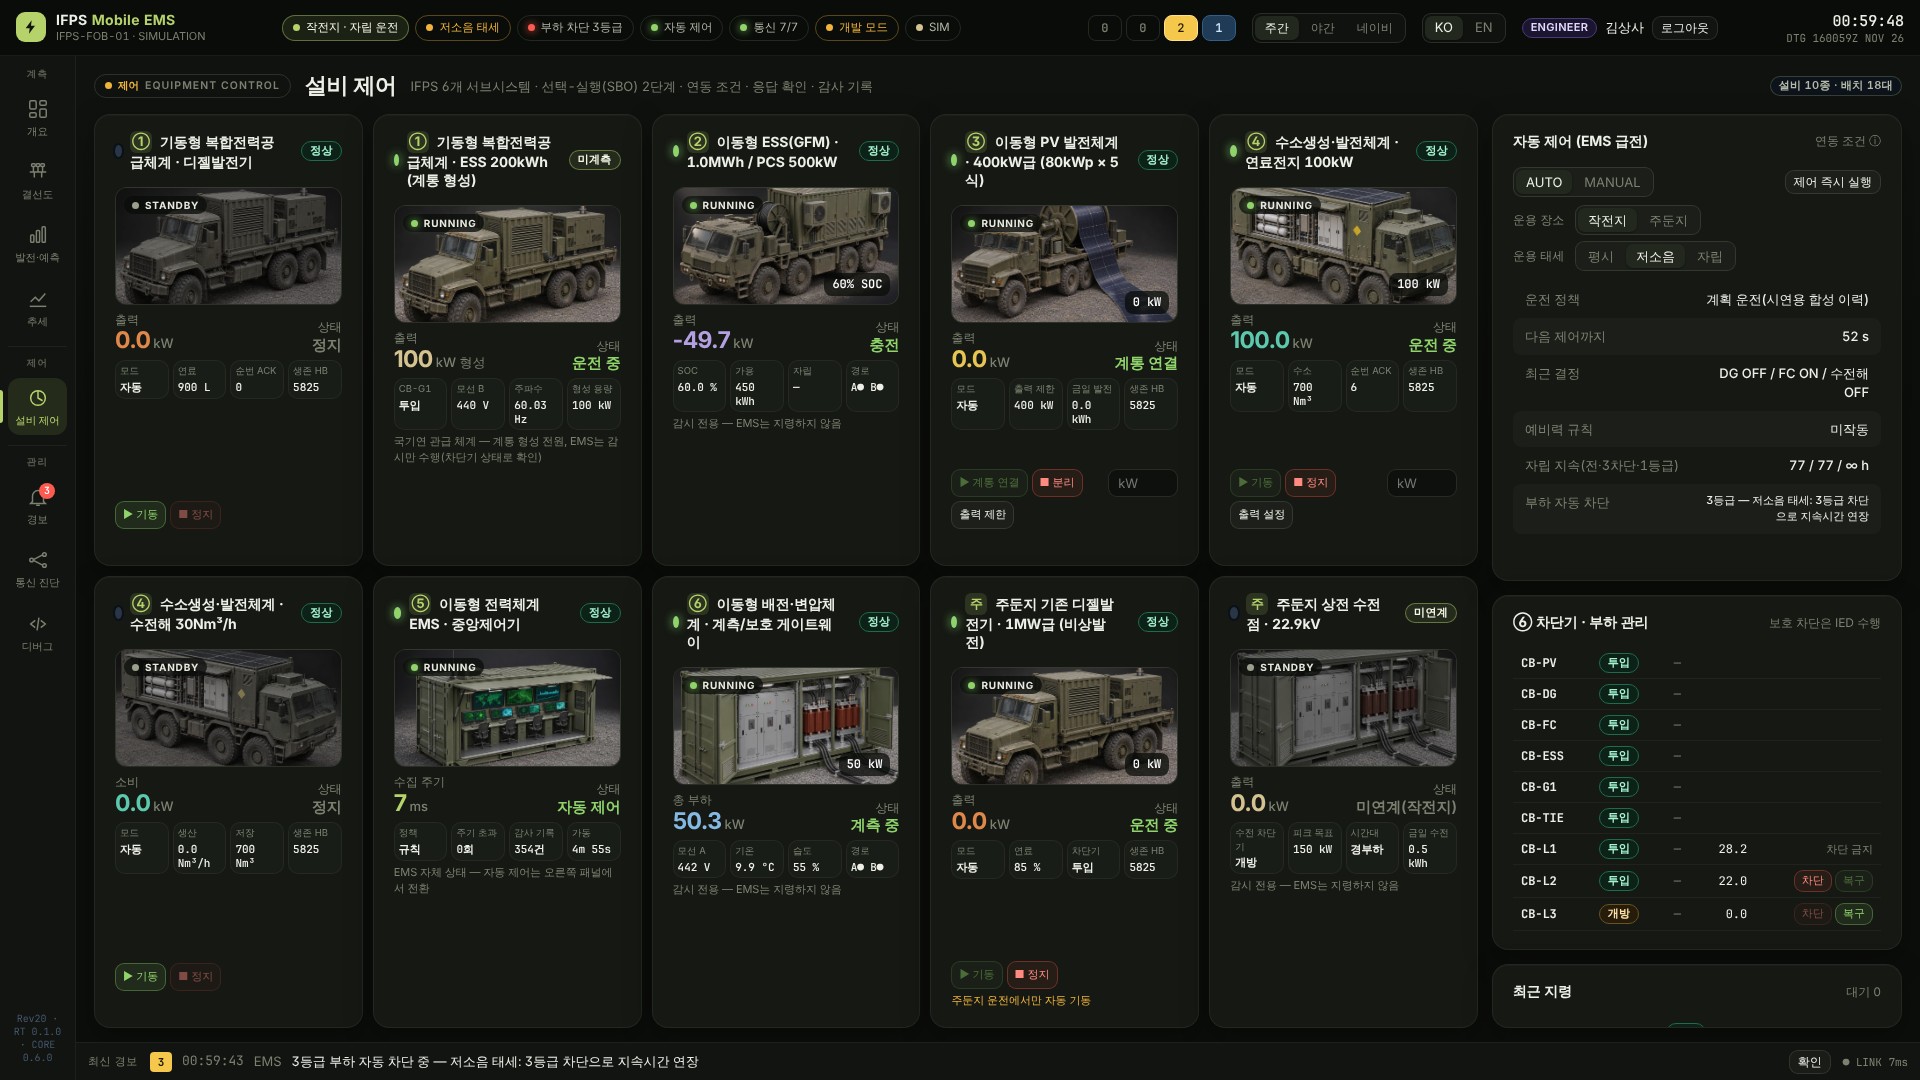 IFPS Mobile EMS
IFPS-FOB-01 · SIMULATION
작전지 · 자립 운전
저소음 태세
부하 차단 3등급
자동 제어
통신 7/7
개발 모드
SIM
0 0 2 1
주간 야간 네이비
KO EN
ENGINEER 김상사 로그아웃
00:59:48
DTG 160059Z NOV 26
계측
개요
결선도
발전·예측
추세
제어
설비 제어
관리
3
경보
통신 진단
디버그
Rev20 ·
RT 0.1.0
· CORE
0.6.0
제어 EQUIPMENT CONTROL
설비 제어
IFPS 6개 서브시스템 · 선택-실행(SBO) 2단계 · 연동 조건 · 응답 확인 · 감사 기록
설비 10종 · 배치 18대
① 기동형 복합전력공
급체계 · 디젤발전기
정상
STANDBY
출력
0.0 kW
상태
정지
모드 연료 순번 ACK 생존 HB
자동 900 L 0 5825
▶ 기동 ■ 정지
① 기동형 복합전력공
급체계 · ESS 200kWh
(계통 형성)
미계측
RUNNING
출력
100 kW 형성
상태
운전 중
CB-G1 모선 B 주파수 형성 용량
투입 440 V 60.03 Hz 100 kW
국기연 관급 체계 — 계통 형성 전원, EMS는 감
시만 수행(차단기 상태로 확인)
② 이동형 ESS(GFM) ·
1.0MWh / PCS 500kW
정상
RUNNING
60% SOC
출력
-49.7 kW
상태
충전
SOC 가용 자립 경로
60.0 % 450 kWh — A● B●
감시 전용 — EMS는 지령하지 않음
③ 이동형 PV 발전체계
· 400kW급 (80kWp × 5
식)
정상
RUNNING
0 kW
출력
0.0 kW
상태
계통 연결
모드 출력 제한 금일 발전 생존 HB
자동 400 kW 0.0 kWh 5825
▶ 계통 연결 ■ 분리 kW
출력 제한
④ 수소생성·발전체계 ·
연료전지 100kW
정상
RUNNING
100 kW
출력
100.0 kW
상태
운전 중
모드 수소 순번 ACK 생존 HB
자동 700 Nm³ 6 5825
▶ 기동 ■ 정지 kW
출력 설정
④ 수소생성·발전체계 ·
수전해 30Nm³/h
정상
STANDBY
소비
0.0 kW
상태
정지
모드 생산 저장 생존 HB
자동 0.0 Nm³/h 700 Nm³ 5825
▶ 기동 ■ 정지
⑤ 이동형 전력체계
EMS · 중앙제어기
정상
RUNNING
수집 주기
7 ms
상태
자동 제어
정책 주기 초과 감사 기록 가동
규칙 0회 354건 4m 55s
EMS 자체 상태 — 자동 제어는 오른쪽 패널에
서 전환
⑥ 이동형 배전·변압체
계 · 계측/보호 게이트웨
이
정상
RUNNING
50 kW
총 부하
50.3 kW
상태
계측 중
모선 A 기온 습도 경로
442 V 9.9 °C 55 % A● B●
감시 전용 — EMS는 지령하지 않음
주 주둔지 기존 디젤발
전기 · 1MW급 (비상발
전)
정상
RUNNING
0 kW
출력
0.0 kW
상태
운전 중
모드 연료 차단기 생존 HB
자동 85 % 투입 5825
▶ 기동 ■ 정지
주둔지 운전에서만 자동 기동
주 주둔지 상전 수전
점 · 22.9kV
미연계
STANDBY
출력
0.0 kW
상태
미연계(작전지)
수전 차단기 피크 목표 시간대 금일 수전
개방 150 kW 경부하 0.5 kWh
감시 전용 — EMS는 지령하지 않음
자동 제어 (EMS 급전)
연동 조건 ⓘ
AUTO MANUAL 제어 즉시 실행
운용 장소 작전지 주둔지
운용 태세 평시 저소음 자립
운전 정책 계획 운전(시연용 합성 이력)
다음 제어까지 52 s
최근 결정 DG OFF / FC ON / 수전해
OFF
예비력 규칙 미작동
자립 지속(전·3차단·1등급) 77 / 77 / ∞ h
부하 자동 차단 3등급 — 저소음 태세: 3등급 차단
으로 지속시간 연장
⑥ 차단기 · 부하 관리
보호 차단은 IED 수행
CB-PV 투입 —
CB-DG 투입 —
CB-FC 투입 —
CB-ESS 투입 —
CB-G1 투입 —
CB-TIE 투입 —
CB-L1 투입 — 28.2 차단 금지
CB-L2 투입 — 22.0 차단 복구
CB-L3 개방 — 0.0 차단 복구
최근 지령
대기 0
최신 경보 3 00:59:43 EMS 3등급 부하 자동 차단 중 — 저소음 태세: 3등급 차단으로 지속시간 연장
확인
LINK 7ms